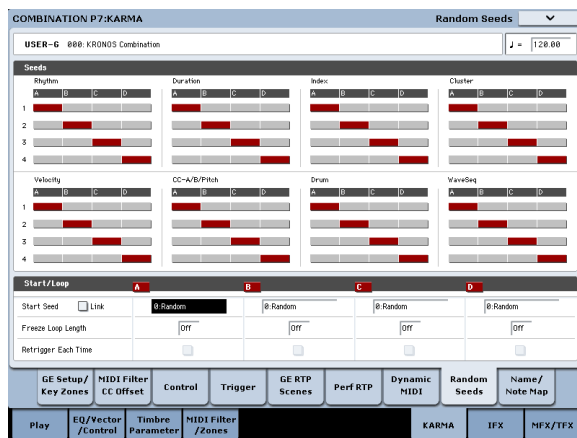 COMBINATION P7:KARMA Random Seeds
USER-G 000: KRONOS Combination ♩ = 120.00
Seeds
Rhythm Duration Index Cluster
A B C D A B C D A B C D A B C D
1
2
3
4
Velocity CC-A/B/Pitch Drum WaveSeq
A B C D A B C D A B C D A B C D
1
2
3
4
Start/Loop A B C D
Start Seed Link 0:Random 0:Random 0:Random 0:Random
Freeze Loop Length Off Off Off Off
Retrigger Each Time
GE Setup/ MIDI Filter Control Trigger GE RTP Perf RTP Dynamic Random Name/
Key Zones CC Offset Scenes MIDI Seeds Note Map
Play EQ/Vector Timbre MIDI Filter KARMA IFX MFX/TFX
/Control Parameter /Zones